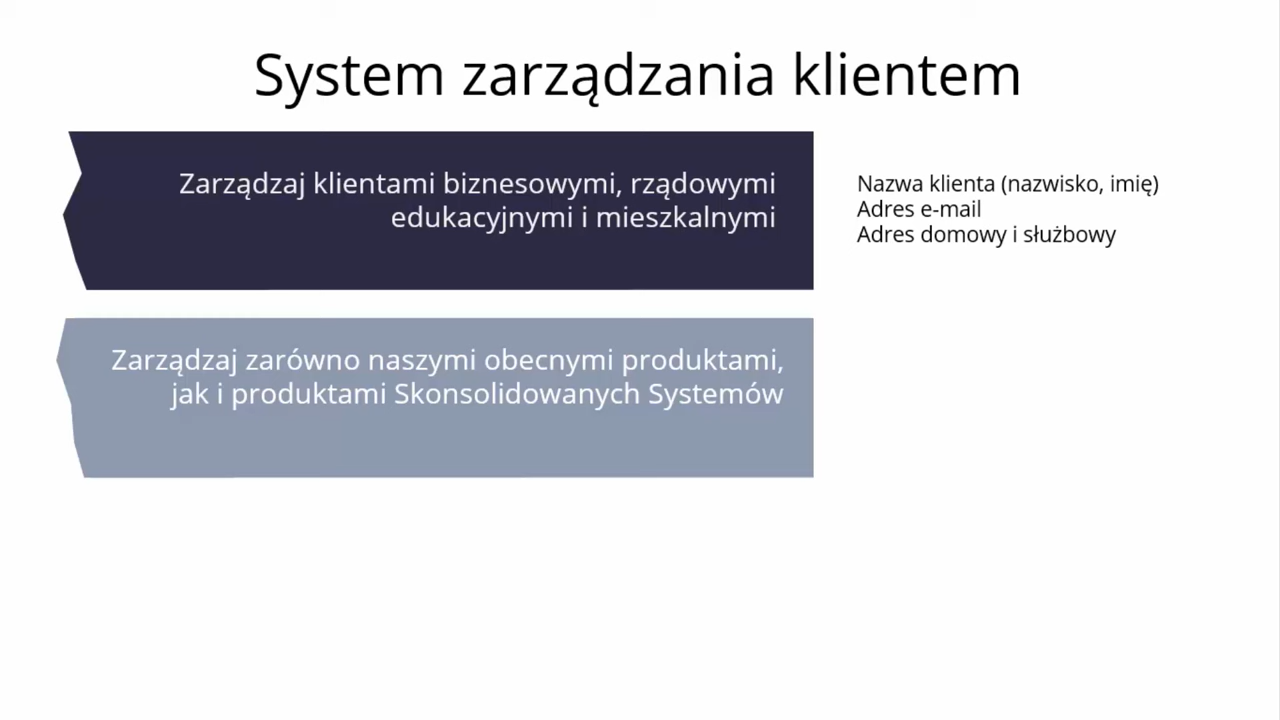 System zarządzania klientem
Zarządzaj klientami biznesowymi, rządowymi
edukacyjnymi i mieszkalnymi
Nazwa klienta (nazwisko, imię)
Adres e-mail
Adres domowy i służbowy
Zarządzaj zarówno naszymi obecnymi produktami,
jak i produktami Skonsolidowanych Systemów